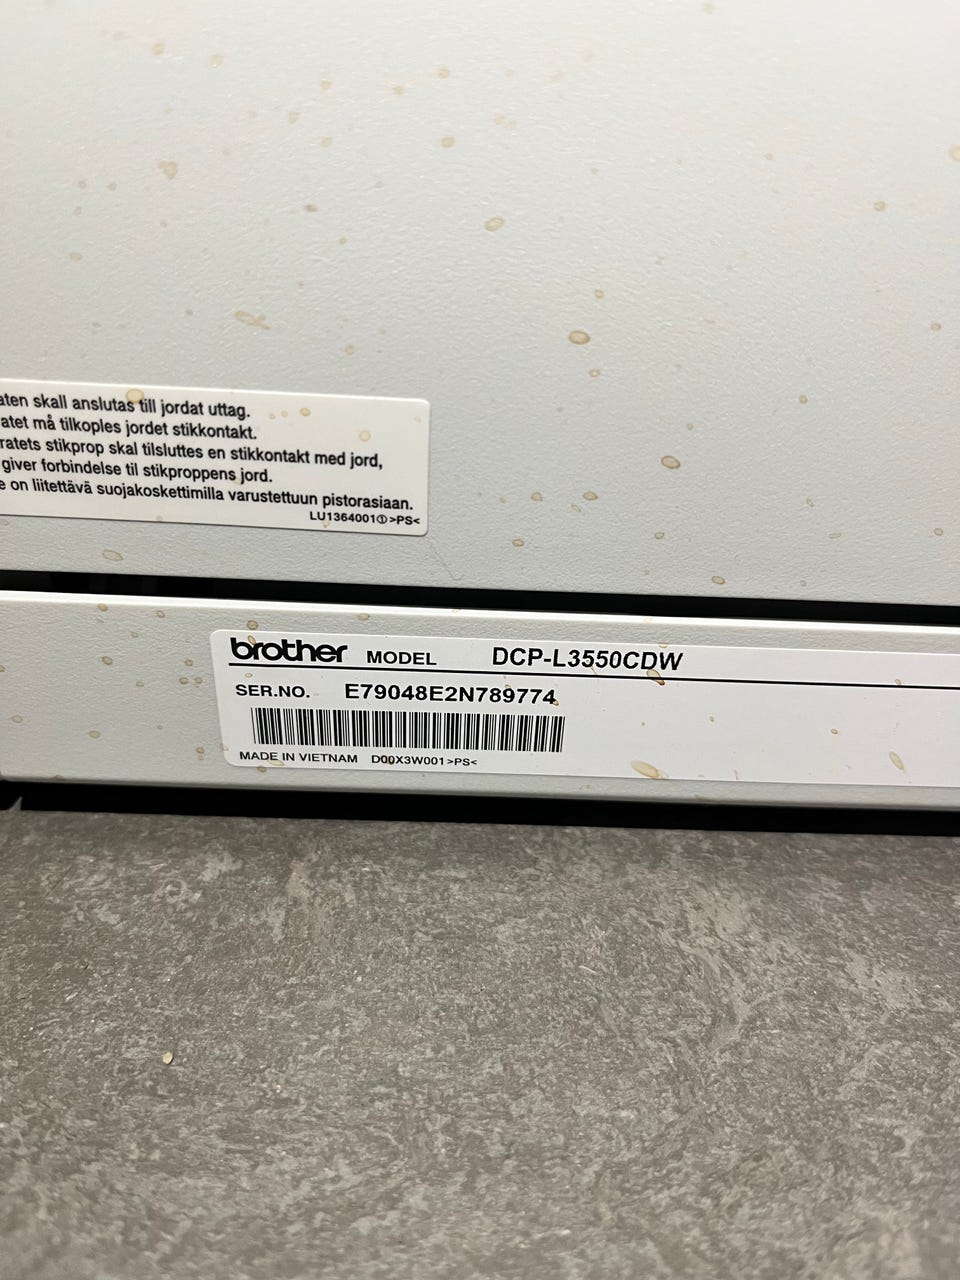 aten skall anslutas till jordat uttag.
atet må tilkoples jordet stikkontakt.
ratets stikprop skal tilsluttes en stikkontakt med jord,
giver forbindelse til stikproppens jord.
e on liitettävä suojakoskettimilla varustettuun pistorasiaan.
LU1364001① >PS<
brother MODEL DCP-L3550CDW
SER.NO. E79048E2N789774
MADE IN VIETNAM D00X3W001 >PS<